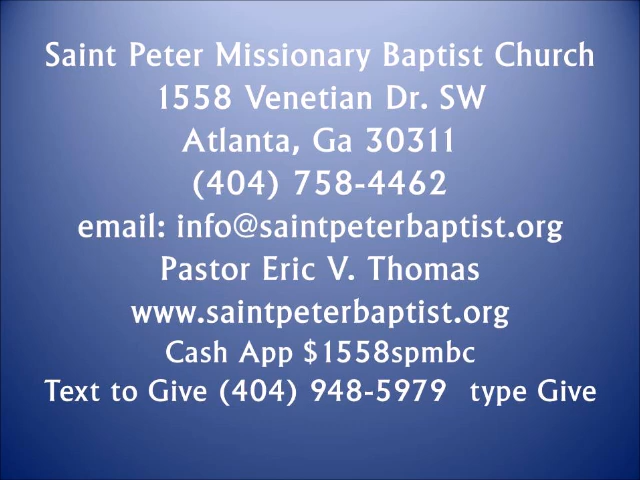 Saint Peter Missionary Baptist Church
1558 Venetian Dr. SW
Atlanta, Ga 30311
(404) 758-4462
email: info@saintpeterbaptist.org
Pastor Eric V. Thomas
www.saintpeterbaptist.org
Cash App $1558spmbc
Text to Give (404) 948-5979  type Give